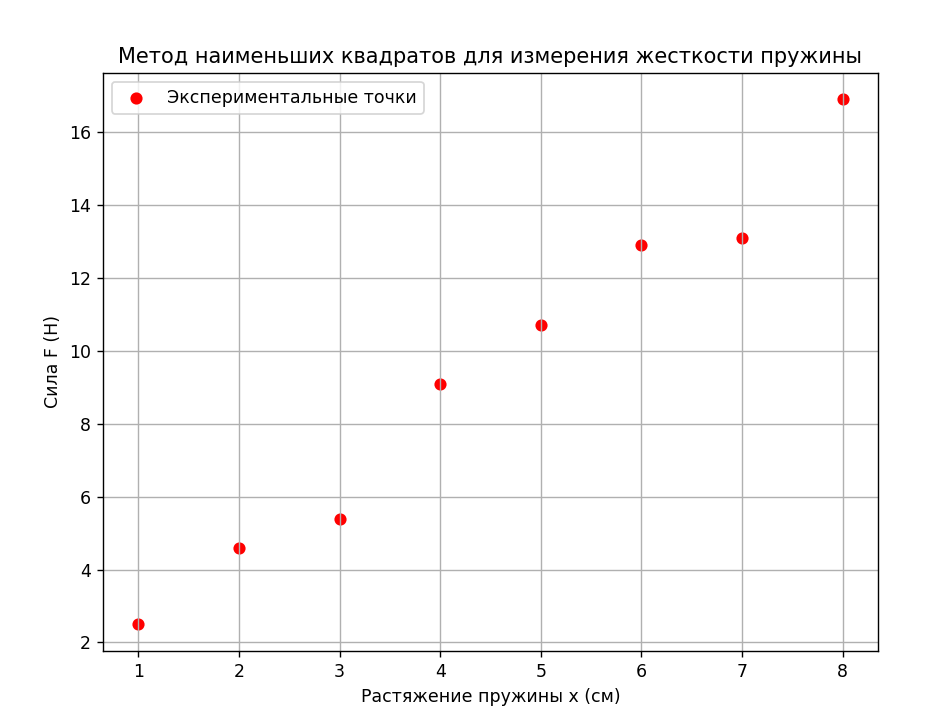 Метод наименьших квадратов для измерения жесткости пружины
Экспериментальные точки
Сила F (Н)
16
14
12
10
8
6
4
2
1 2 3 4 5 6 7 8
Растяжение пружины x (см)